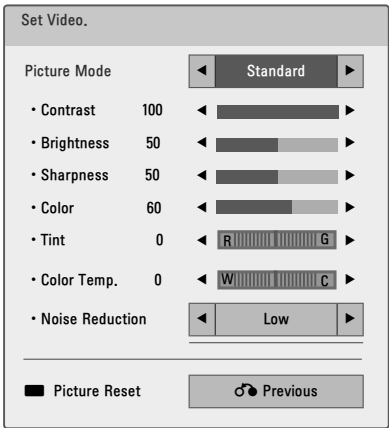 Set Video.
Picture Mode Standard
• Contrast 100
• Brightness 50
• Sharpness 50
• Color 60
• Tint 0 R G
• Color Temp. 0 W C
• Noise Reduction Low
Picture Reset Previous